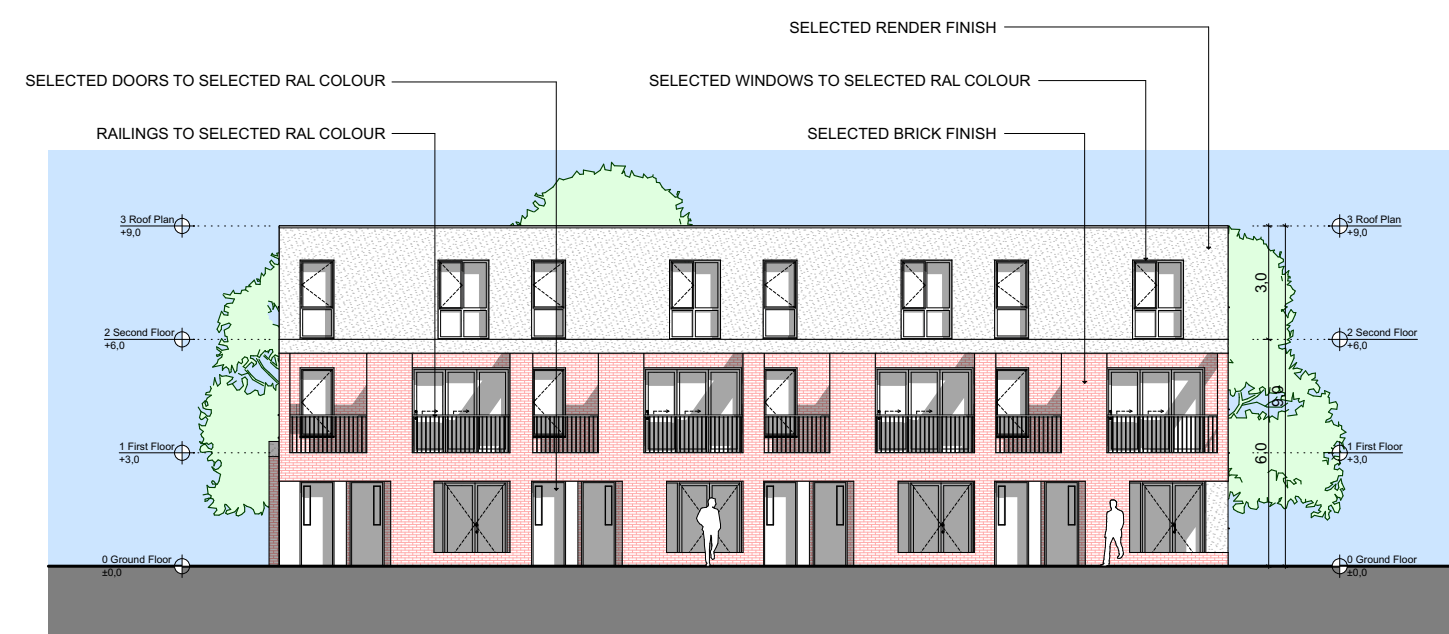 SELECTED RENDER FINISH
SELECTED DOORS TO SELECTED RAL COLOUR
SELECTED WINDOWS TO SELECTED RAL COLOUR
RAILINGS TO SELECTED RAL COLOUR
SELECTED BRICK FINISH
3 Roof Plan
+9,0
3 Roof Plan
+9,0
3,0
2 Second Floor
+6,0
2 Second Floor
+6,0
9,0
1 First Floor
+3,0
6,0
1 First Floor
+3,0
0 Ground Floor
±0,0
0 Ground Floor
±0,0